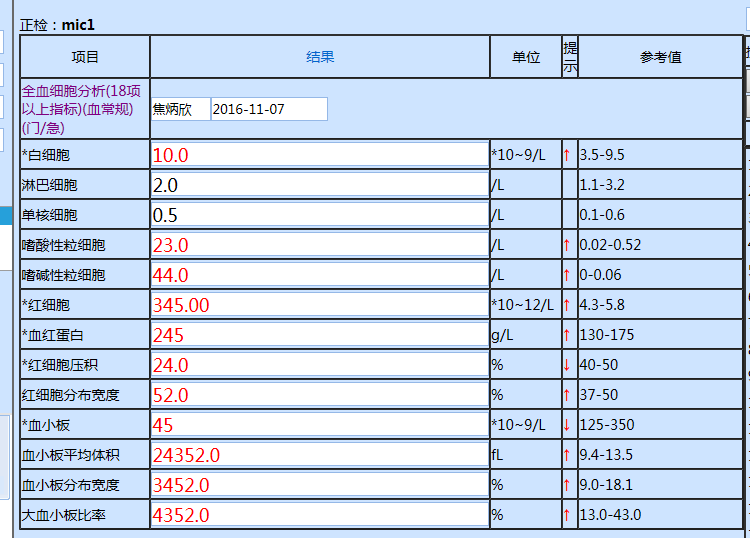 正检：mic1
项目 结果 单位 提示 参考值
全血细胞分析(18项
以上指标)(血常规)
(门/急) 焦炳欣 2016-11-07
*白细胞 10.0 *10~9/L ↑ 3.5-9.5
淋巴细胞 2.0 /L 1.1-3.2
单核细胞 0.5 /L 0.1-0.6
嗜酸性粒细胞 23.0 /L ↑ 0.02-0.52
嗜碱性粒细胞 44.0 /L ↑ 0-0.06
*红细胞 345.00 *10~12/L ↑ 4.3-5.8
*血红蛋白 245 g/L ↑ 130-175
*红细胞压积 24.0 % ↓ 40-50
红细胞分布宽度 52.0 % ↑ 37-50
*血小板 45 *10~9/L ↓ 125-350
血小板平均体积 24352.0 fL ↑ 9.4-13.5
血小板分布宽度 3452.0 % ↑ 9.0-18.1
大血小板比率 4352.0 % ↑ 13.0-43.0